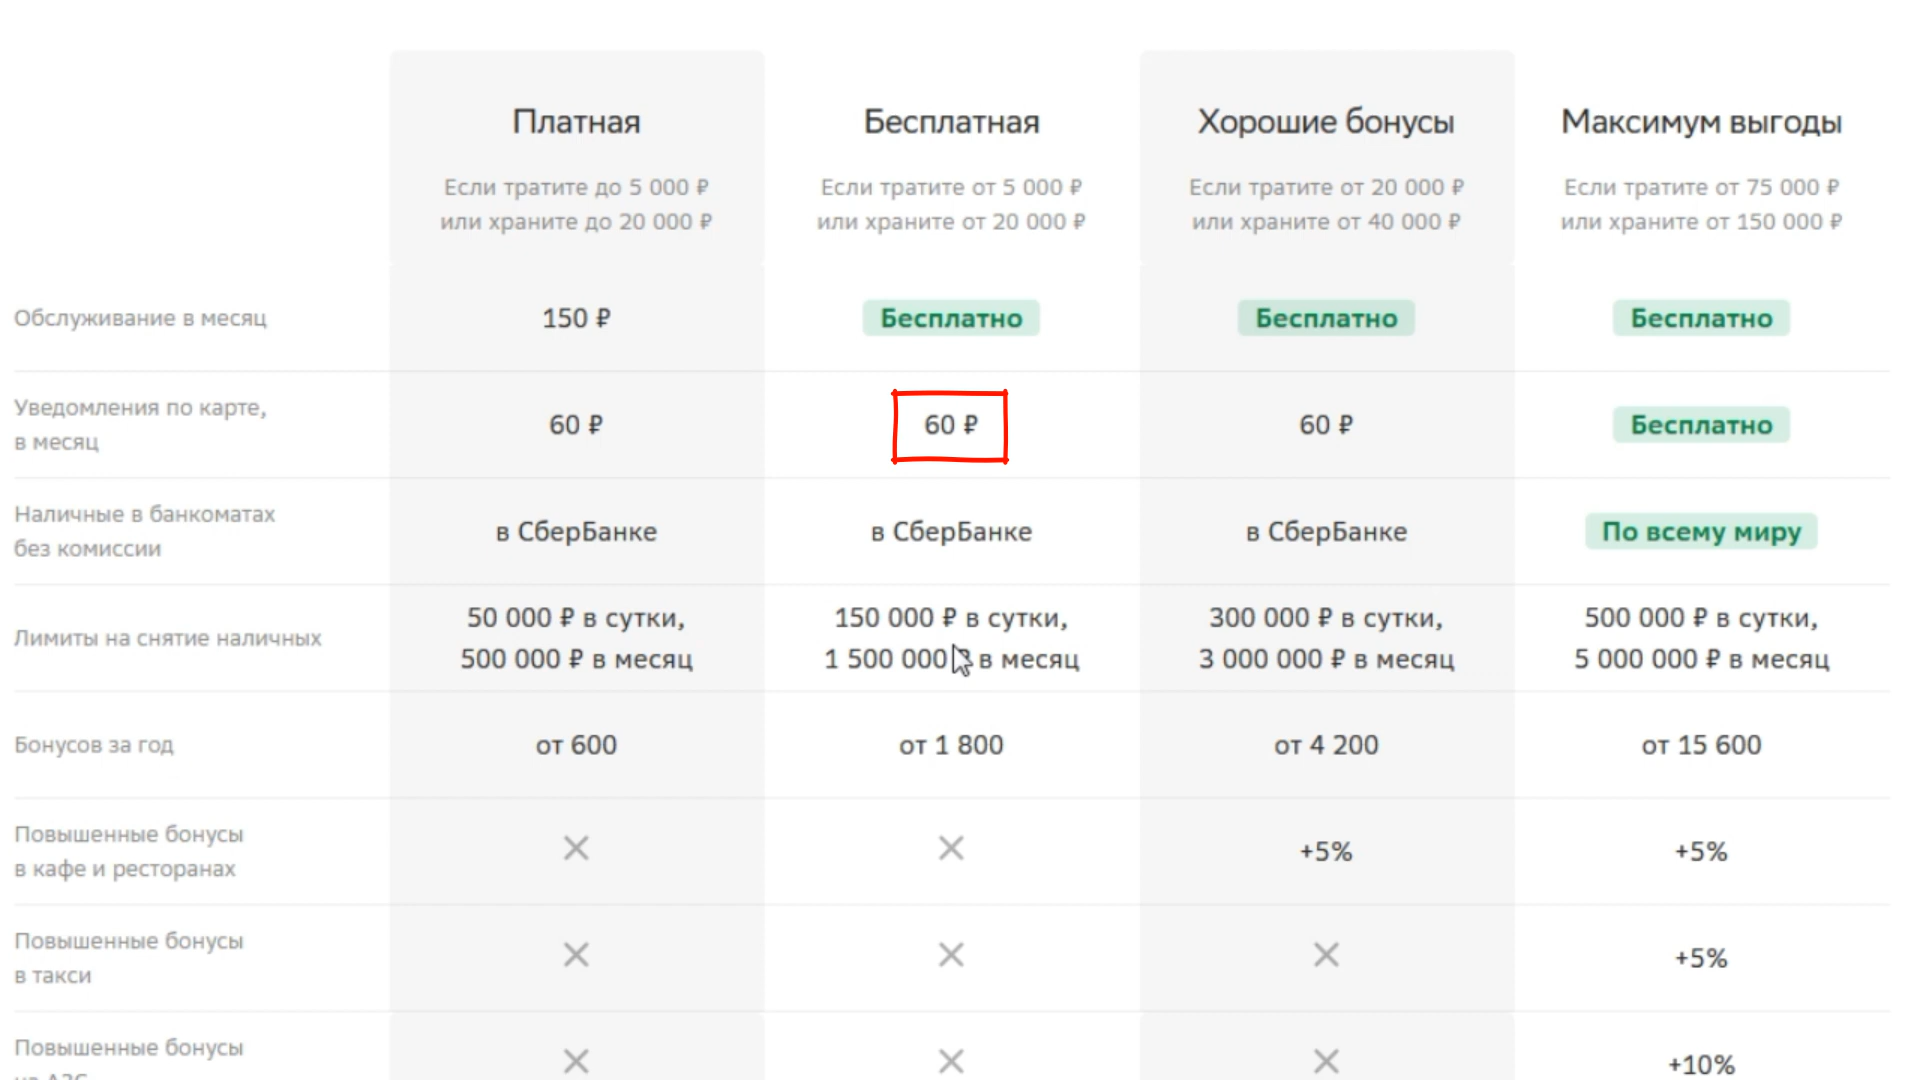 Платная
Бесплатная
Хорошие бонусы
Максимум выгоды
Если тратите до 5 000 ₽
или храните до 20 000 ₽
Если тратите от 5 000 ₽
или храните от 20 000 ₽
Если тратите от 20 000 ₽
или храните от 40 000 ₽
Если тратите от 75 000 ₽
или храните от 150 000 ₽
Обслуживание в месяц
150 ₽
Бесплатно
Бесплатно
Бесплатно
Уведомления по карте,
в месяц
60 ₽
60 ₽
60 ₽
Бесплатно
Наличные в банкоматах
без комиссии
в СберБанке
в СберБанке
в СберБанке
По всему миру
Лимиты на снятие наличных
50 000 ₽ в сутки,
500 000 ₽ в месяц
150 000 ₽ в сутки,
1 500 000 ₽ в месяц
300 000 ₽ в сутки,
3 000 000 ₽ в месяц
500 000 ₽ в сутки,
5 000 000 ₽ в месяц
Бонусов за год
от 600
от 1 800
от 4 200
от 15 600
Повышенные бонусы
в кафе и ресторанах
+5%
+5%
Повышенные бонусы
в такси
+5%
Повышенные бонусы
+10%